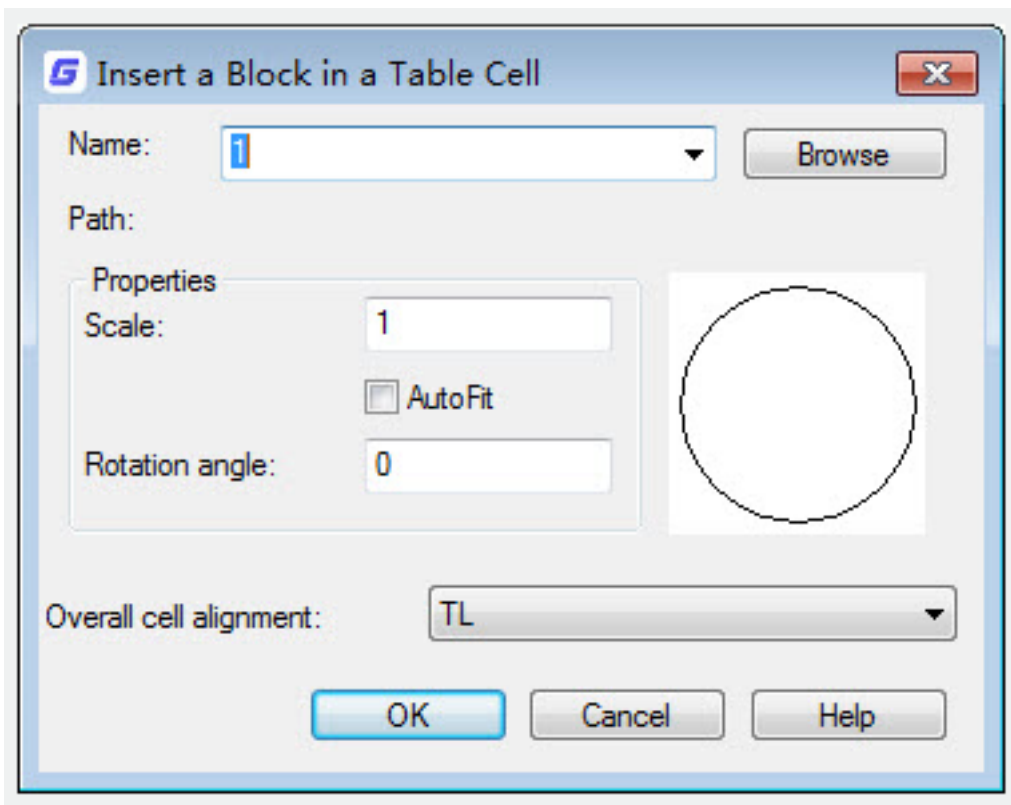 G Insert a Block in a Table Cell
Name: 1 Browse
Path:
Properties
Scale: 1
AutoFit
Rotation angle: 0
Overall cell alignment: TL
OK Cancel Help